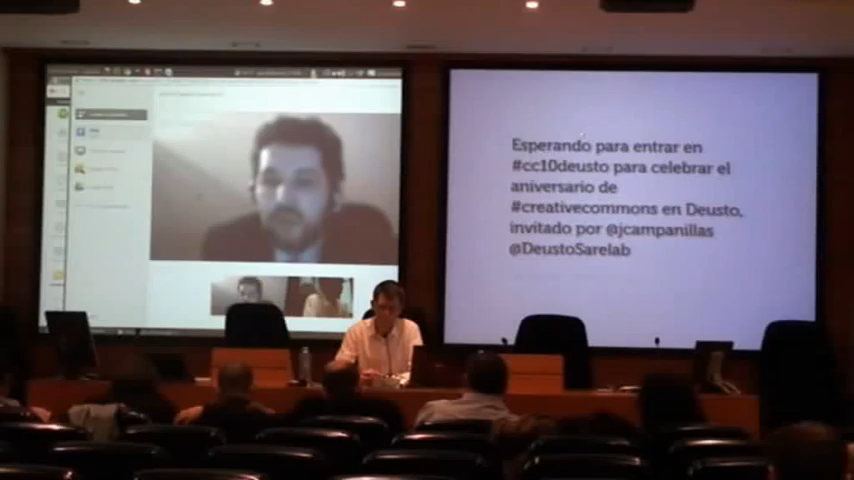 Esperando para entrar en
#cc10deusto para celebrar el
aniversario de
#creativecommons en Deusto,
invitado por @jcampanillas
@DeustoSarelab